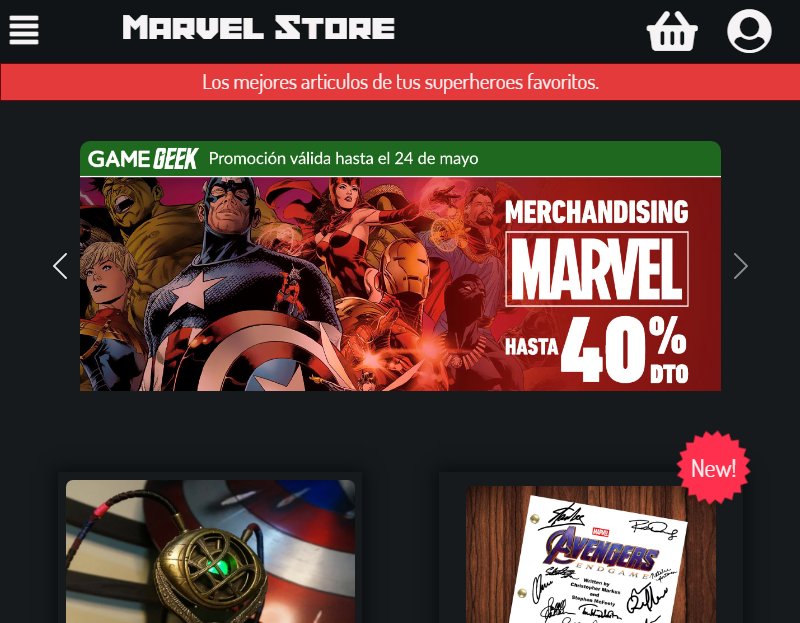 Marvel Store
Los mejores articulos de tus superheroes favoritos.
GAME GEEK Promoción válida hasta el 24 de mayo
MERCHANDISING
MARVEL
HASTA 40% DTO
New!
MARVEL
AVENGERS
ENDGAME
Written by
Christopher Markus
and
Stephen McFeely